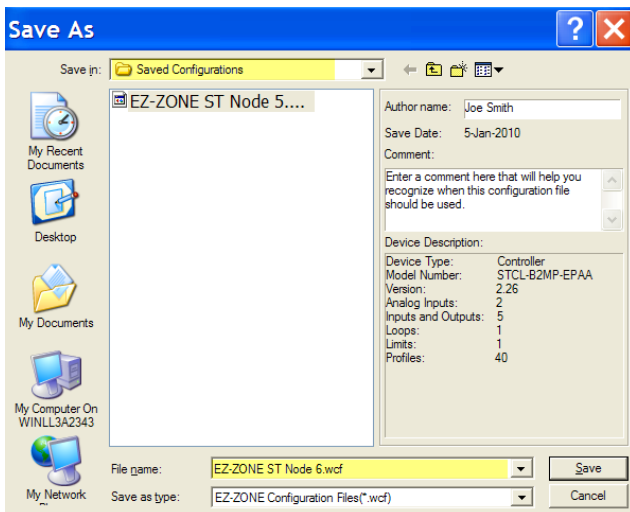 Save As
Save in:
Saved Configurations
My Recent
Documents
Desktop
My Documents
My Computer On
WINLL3A2343
My Network
EZ-ZONE ST Node 5....
Author name: Joe Smith
Save Date: 5-Jan-2010
Comment:
Enter a comment here that will help you
recognize when this configuration file
should be used.
Device Description:
Device Type: Controller
Model Number: STCL-B2MP-EPAA
Version: 2.26
Analog Inputs: 2
Inputs and Outputs: 5
Loops: 1
Limits: 1
Profiles: 40
File name: EZ-ZONE ST Node 6.wcf
Save
Save as type: EZ-ZONE Configuration Files(*.wcf)
Cancel